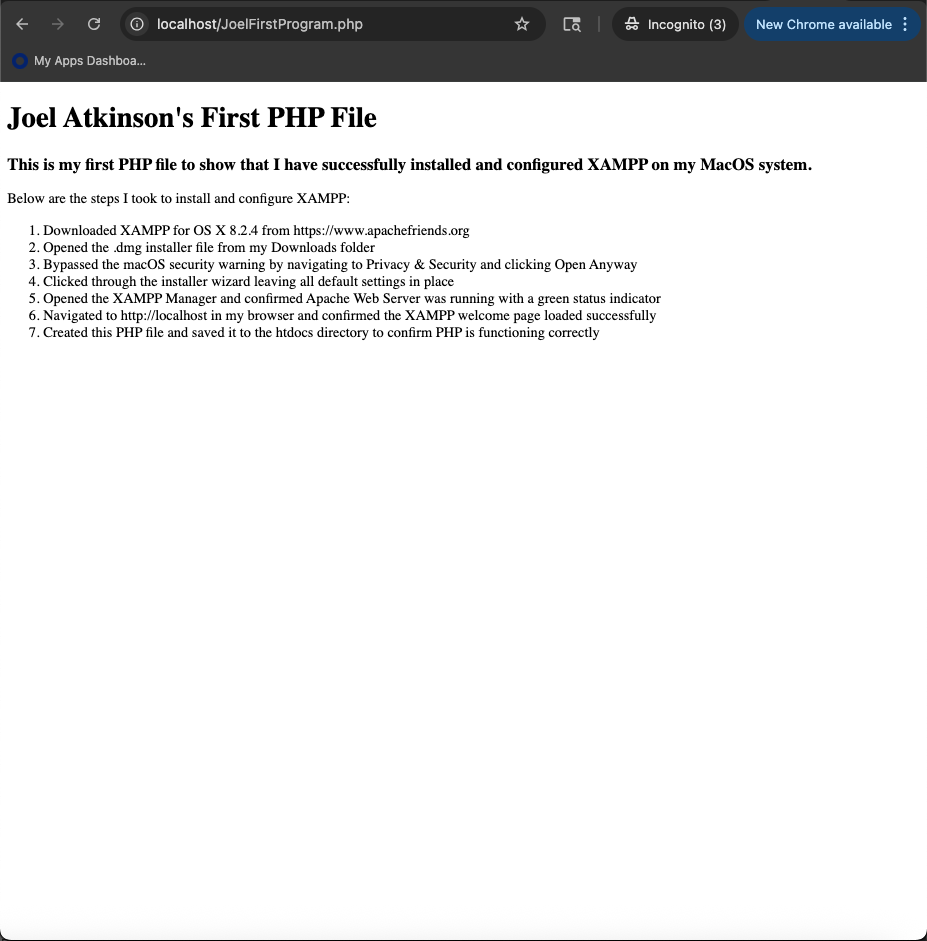 localhost/JoelFirstProgram.php
Incognito (3)
New Chrome available
My Apps Dashboa...
Joel Atkinson's First PHP File
This is my first PHP file to show that I have successfully installed and configured XAMPP on my MacOS system.
Below are the steps I took to install and configure XAMPP:
1. Downloaded XAMPP for OS X 8.2.4 from https://www.apachefriends.org
2. Opened the .dmg installer file from my Downloads folder
3. Bypassed the macOS security warning by navigating to Privacy & Security and clicking Open Anyway
4. Clicked through the installer wizard leaving all default settings in place
5. Opened the XAMPP Manager and confirmed Apache Web Server was running with a green status indicator
6. Navigated to http://localhost in my browser and confirmed the XAMPP welcome page loaded successfully
7. Created this PHP file and saved it to the htdocs directory to confirm PHP is functioning correctly